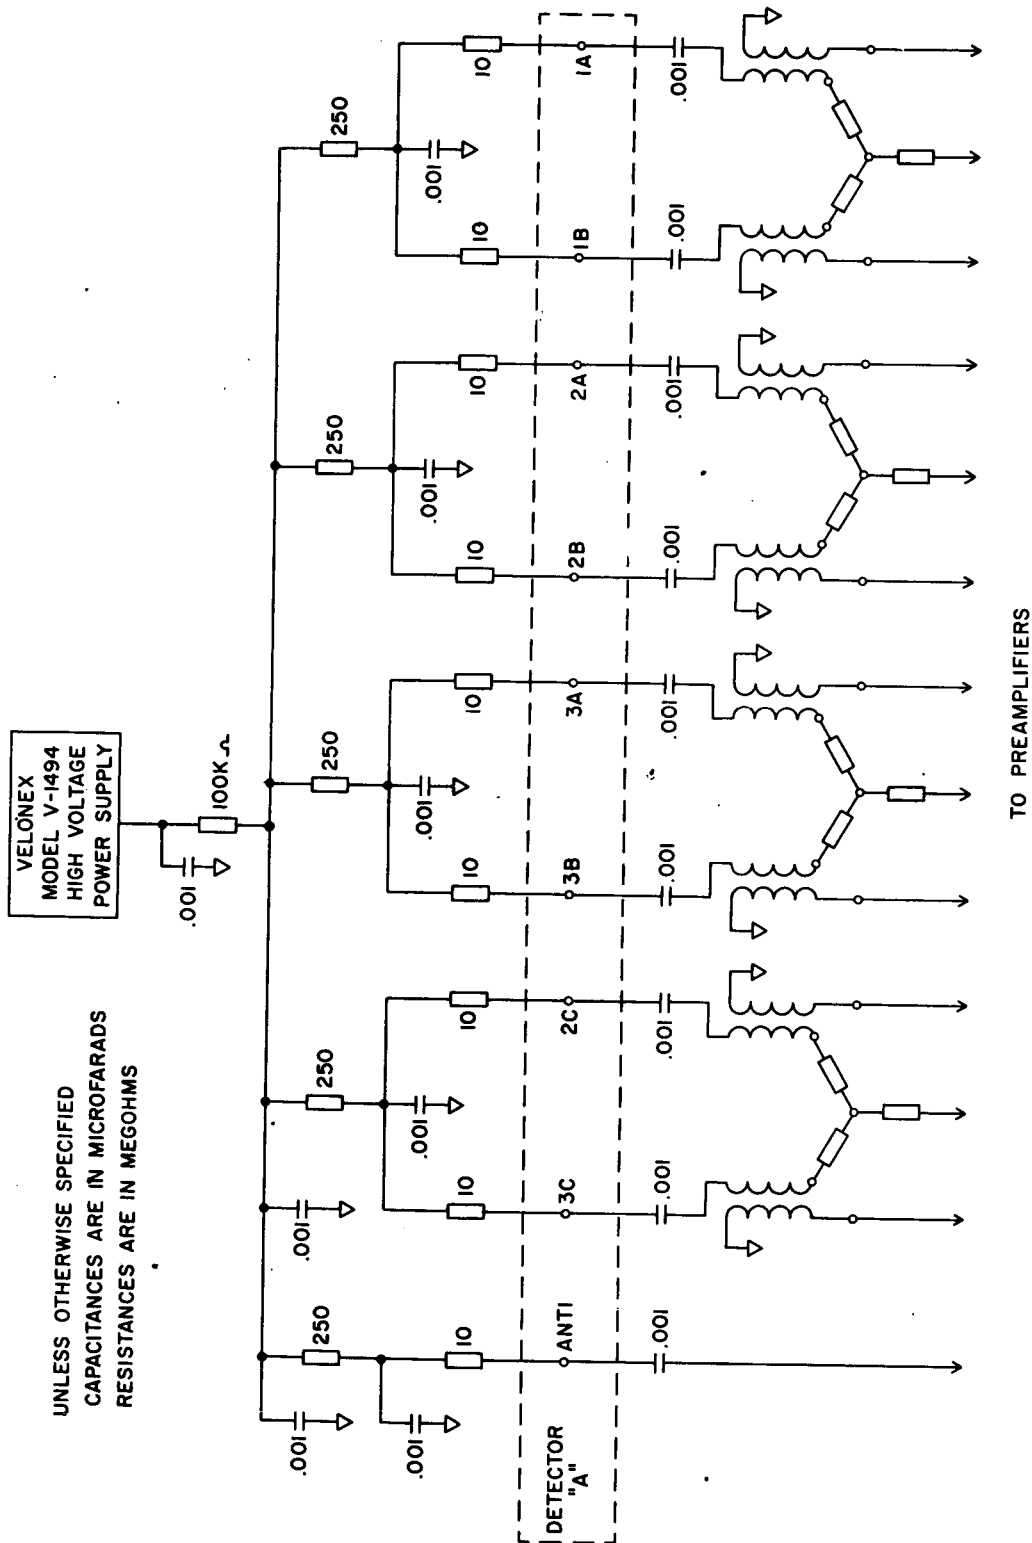 VELONEX
MODEL V-1494
HIGH VOLTAGE
POWER SUPPLY
UNLESS OTHERWISE SPECIFIED
CAPACITANCES ARE IN MICROFARADS
RESISTANCES ARE IN MEGOHMS
.001
100K Ω
.001
250
.001
250
250
250
250
.001
.001
.001
.001
.001
10
10
10
10
10
10
10
10
10
DETECTOR
"A"
ANTI
3C
2C
3B
3A
2B
2A
1B
1A
.001
.001
.001
.001
.001
.001
.001
.001
.001
TO PREAMPLIFIERS